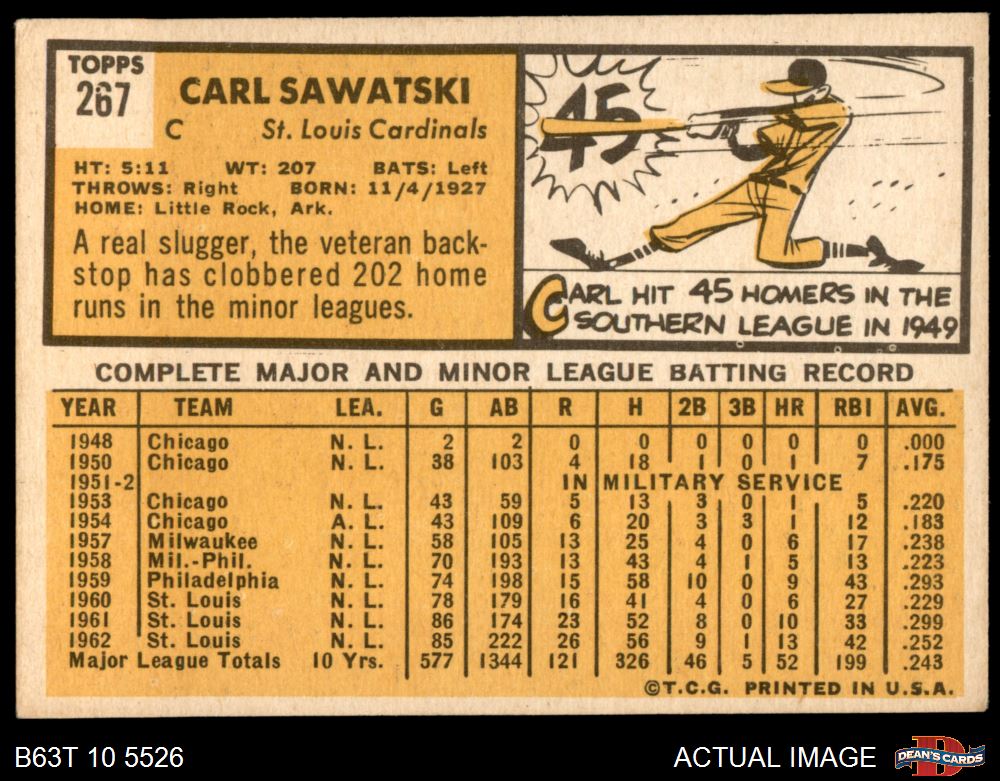 TOPPS
267
CARL SAWATSKI
C St. Louis Cardinals
HT: 5:11 WT: 207 BATS: Left
THROWS: Right BORN: 11/4/1927
HOME: Little Rock, Ark.
A real slugger, the veteran back-
stop has clobbered 202 home
runs in the minor leagues.
45
CARL HIT 45 HOMERS IN THE
SOUTHERN LEAGUE IN 1949
COMPLETE MAJOR AND MINOR LEAGUE BATTING RECORD
YEAR TEAM LEA. G AB R H 2B 3B HR RBI AVG.
1948 Chicago N. L. 2 2 0 0 0 0 0 0 .000
1950 Chicago N. L. 38 103 4 18 1 0 1 7 .175
1951-2 IN MILITARY SERVICE
1953 Chicago N. L. 43 59 5 13 3 0 1 5 .220
1954 Chicago A. L. 43 109 6 20 3 3 1 12 .183
1957 Milwaukee N. L. 58 105 13 25 4 0 6 17 .238
1958 Mil.-Phil. N. L. 70 193 13 43 4 1 5 13 .223
1959 Philadelphia N. L. 74 198 15 58 10 0 9 43 .293
1960 St. Louis N. L. 78 179 16 41 4 0 6 27 .229
1961 St. Louis N. L. 86 174 23 52 8 0 10 33 .299
1962 St. Louis N. L. 85 222 26 56 9 1 13 42 .252
Major League Totals 10 Yrs. 577 1344 121 326 46 5 52 199 .243
©T.C.G. PRINTED IN U.S.A.
B63T 10 5526 ACTUAL IMAGE D DEAN'S CARDS